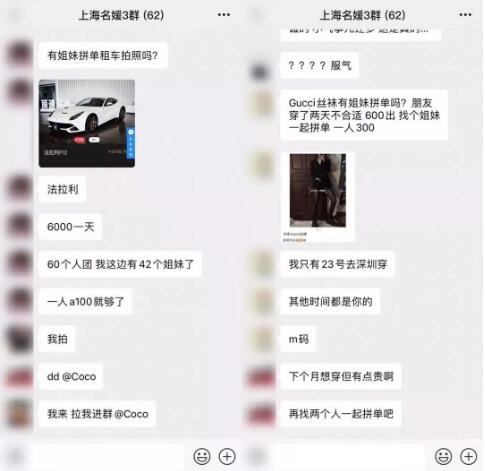 上海名媛3群 (62)
有姐妹拼单租车拍照吗？
法拉利F12
法拉利
6000一天
60个人团 我这边有42个姐妹了
一人a100就够了
我拍
dd @Coco
我来 拉我进群@Coco
上海名媛3群 (62)
？？？？ 服气
Gucci丝袜有姐妹拼单吗？朋友
穿了两天不合适 600出 找个姐妹
一起拼单 一人300
我只有23号去深圳穿
其他时间都是你的
m码
下个月想穿但有点贵啊
再找两个人一起拼单吧